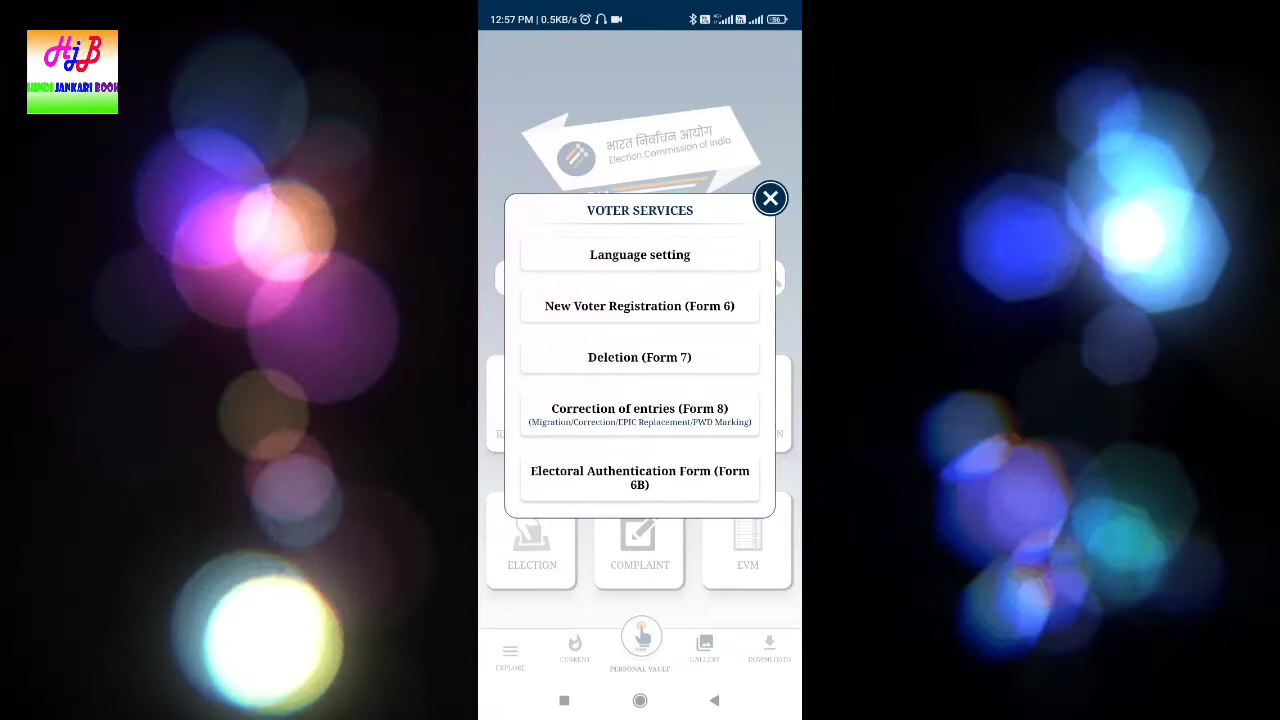 HjB
HINDI JANKARI BOOK
12:57 PM | 0.5KB/s
56
भारत निर्वाचन आयोग
Election Commission of India
VOTER SERVICES
Language setting
New Voter Registration (Form 6)
Deletion (Form 7)
Correction of entries (Form 8)
(Migration/Correction/EPIC Replacement/PWD Marking)
Electoral Authentication Form (Form
6B)
ELECTION
COMPLAINT
EVM
EXPLORE
CURRENT
PERSONAL VAULT
GALLERY
DOWNLOADS